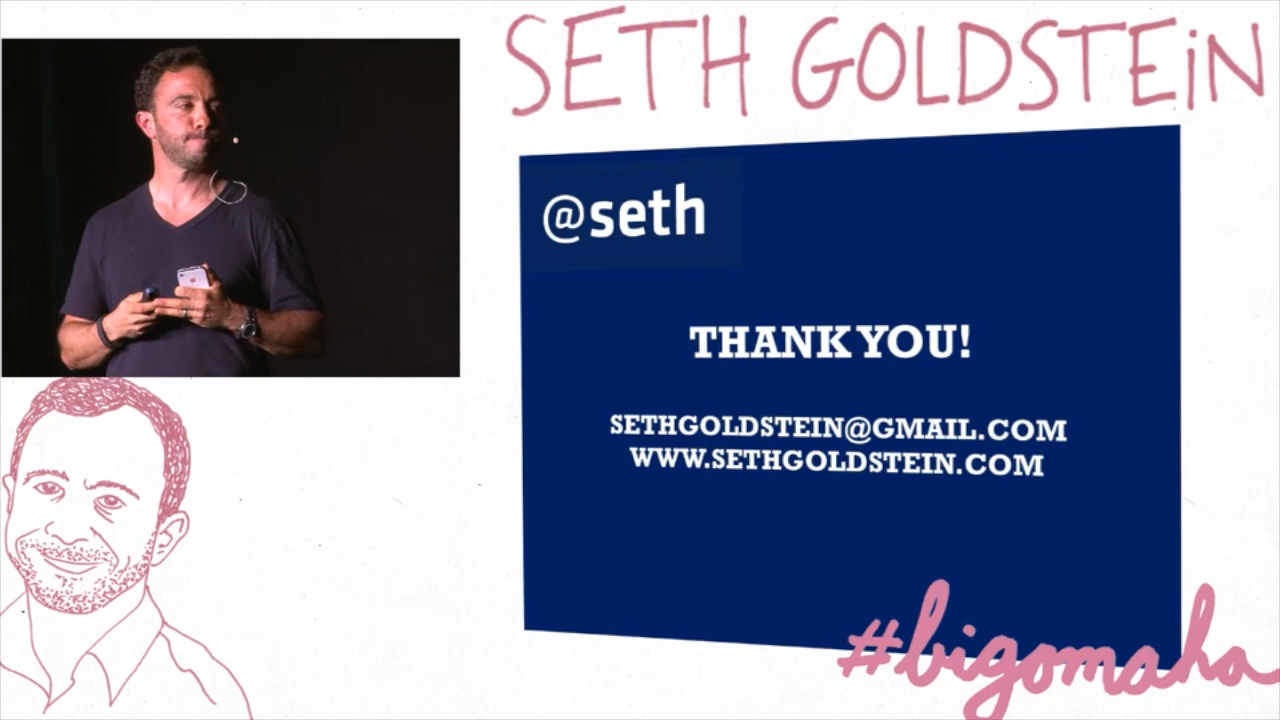 SETH GOLDSTEiN
@seth
THANK YOU!
SETHGOLDSTEIN@GMAIL.COM
WWW.SETHGOLDSTEIN.COM
#bigomaha